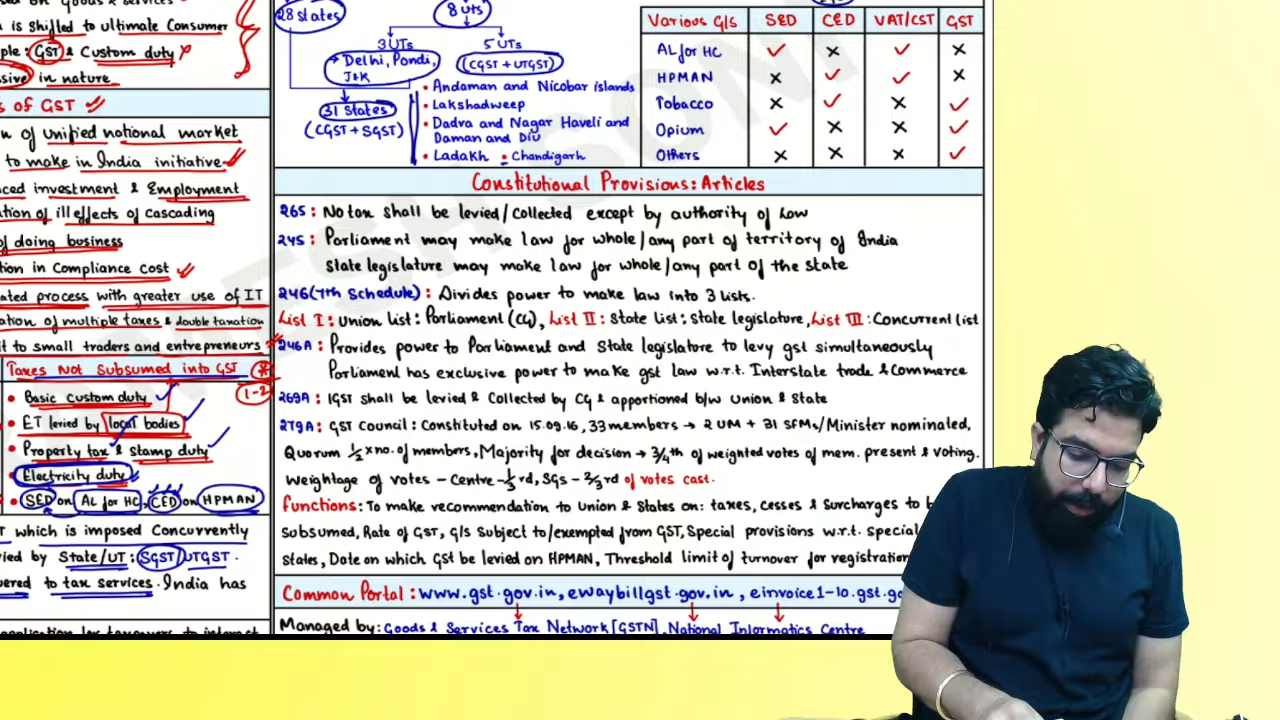 is shifted to ultimate Consumer
ple: GST & Custom duty
in nature
s of GST
n of unified national market
to make in India initiative
ced investment & Employment
tion of ill effects of cascading
of doing business
tion in Compliance cost
ated process with greater use of IT
ation of multiple taxes & double taxation
it to small traders and entrepreneurs
Taxes Not Subsumed into GST
1-2
• Basic custom duty
• ET levied by local bodies
• Property tax & Stamp duty
Electricity duty
• SED on AL for HC, CED on HPMAN
T which is imposed Concurrently
ied by State/UT: SGST/UTGST.
ered to tax services. India has
28 States
8 UTs
3 UTs
5 UTs
Delhi, Pondi, J&K
(CGST + UTGST)
31 States
(CGST + SGST)
• Andaman and Nicobar islands
• Lakshadweep
• Dadra and Nagar Haveli and
Daman and Diu
• Ladakh • Chandigarh
Various G/S SED CED VAT/CST GST
AL for HC ✓ × ✓ ×
HPMAN × ✓ ✓ ×
Tobacco × ✓ × ✓
Opium ✓ × × ✓
Others × × × ✓
Constitutional Provisions: Articles
265: No tax shall be levied/collected except by authority of Law
245: Parliament may make law for whole/any part of territory of India
State legislature may make law for whole/any part of the state
246(7th Schedule): Divides power to make law into 3 lists.
List I: Union List: Parliament (CG), List II: State List: State legislature, List III: Concurrent list
246A: Provides power to Parliament and State legislature to levy gst simultaneously
Parliament has exclusive power to make gst law w.r.t. Interstate trade & Commerce
269A: IGST shall be levied & Collected by CG & apportioned b/w Union & State
279A: GST Council: Constituted on 15.09.16, 33 members → 2 UM + 31 SFMs/Minister nominated,
Quorum ½ x no. of members, Majority for decision → 3/4th of weighted votes of mem. present & voting.
Weightage of votes - Centre - 1/3rd, SGs - 2/3rd of votes cast.
Functions: To make recommendation to Union & States on: taxes, Cesses & Surcharges to b
Subsumed, Rate of GST, G/s Subject to/exempted from GST, Special provisions w.r.t. special
States, Date on which GST be levied on HPMAN, Threshold limit of turnover for registration
Common Portal: www.gst.gov.in, ewaybillgst.gov.in, einvoice1-10.gst.go
Managed by: Goods & Services Tax Network [GSTN], National Informatics Centre